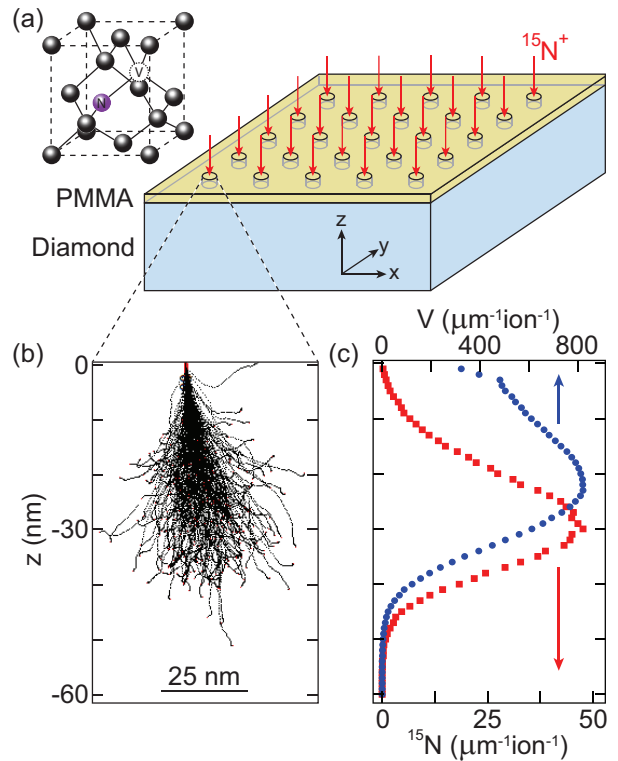 (a)
V
N
¹⁵N⁺
PMMA
Diamond
z
y
x
(b)
(c)
V (μm⁻¹ion⁻¹)
0 400 800
0
-30
-60
z (nm)
25 nm
0 25 50
¹⁵N (μm⁻¹ion⁻¹)